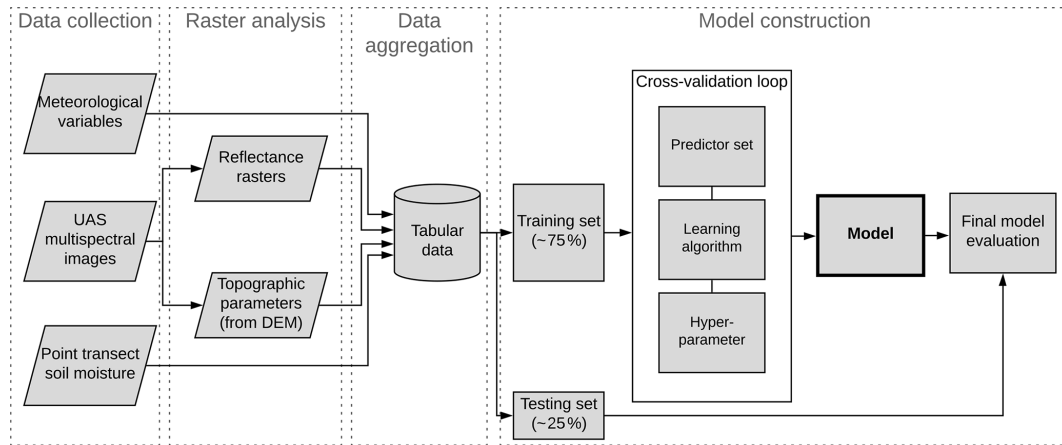 Data collection
Raster analysis
Data
aggregation
Model construction
Meteorological
variables
UAS
multispectral
images
Point transect
soil moisture
Reflectance
rasters
Topographic
parameters
(from DEM)
Tabular
data
Training set
(~75%)
Testing set
(~25%)
Cross-validation loop
Predictor set
Learning
algorithm
Hyper-
parameter
Model
Final model
evaluation